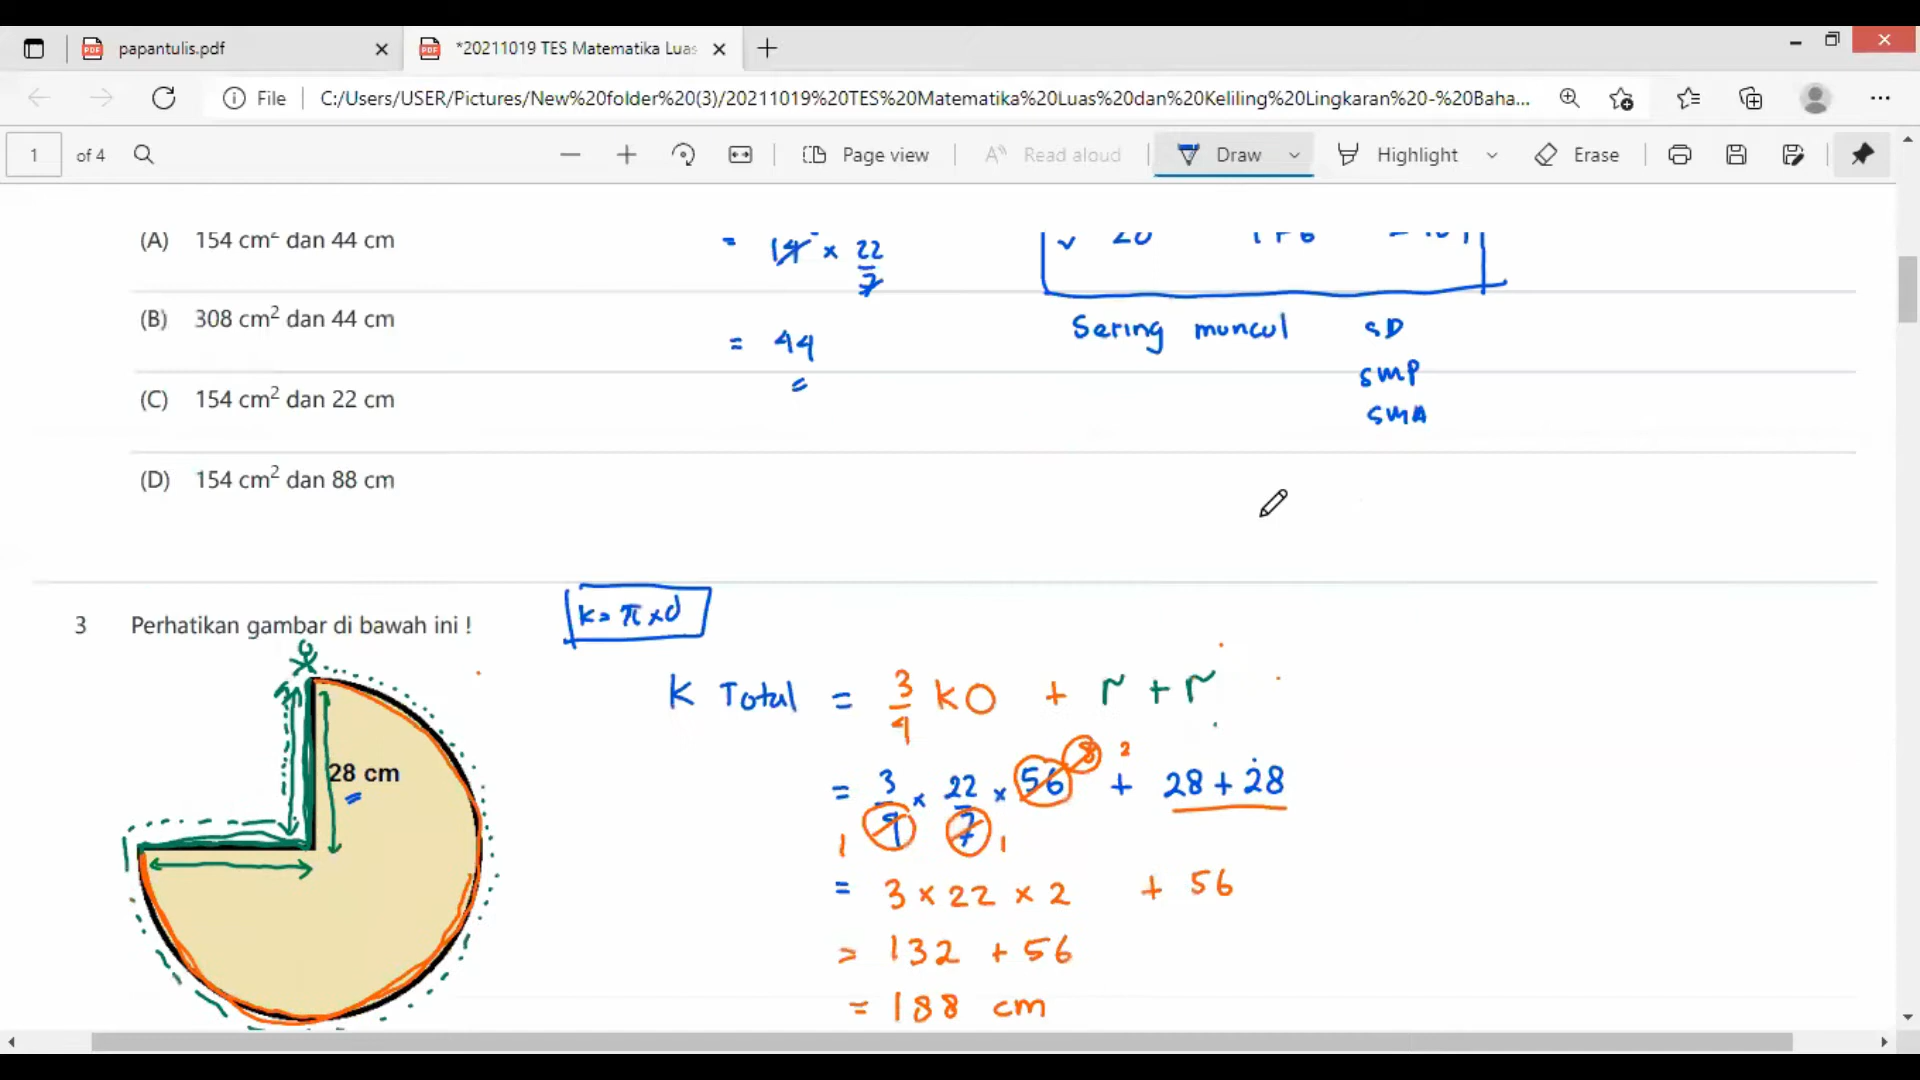 papantulis.pdf
*20211019 TES Matematika Luas
File
C:/Users/USER/Pictures/New%20folder%20(3)/20211019%20TES%20Matematika%20Luas%20dan%20Keliling%20Lingkaran%20-%20Baha...
1 of 4
Page view
Read aloud
Draw
Highlight
Erase
(A) 154 cm² dan 44 cm
(B) 308 cm² dan 44 cm
(C) 154 cm² dan 22 cm
(D) 154 cm² dan 88 cm
= 14 × 22/7
= 44
Sering muncul SD
SMP
SMA
3 Perhatikan gambar di bawah ini !
28 cm
K = π × d
K Total = 3/4 KO + r + r
= 3/4 × 22/7 × 56 8 2 + 28 + 28
1 1
= 3 × 22 × 2 + 56
= 132 + 56
= 188 cm